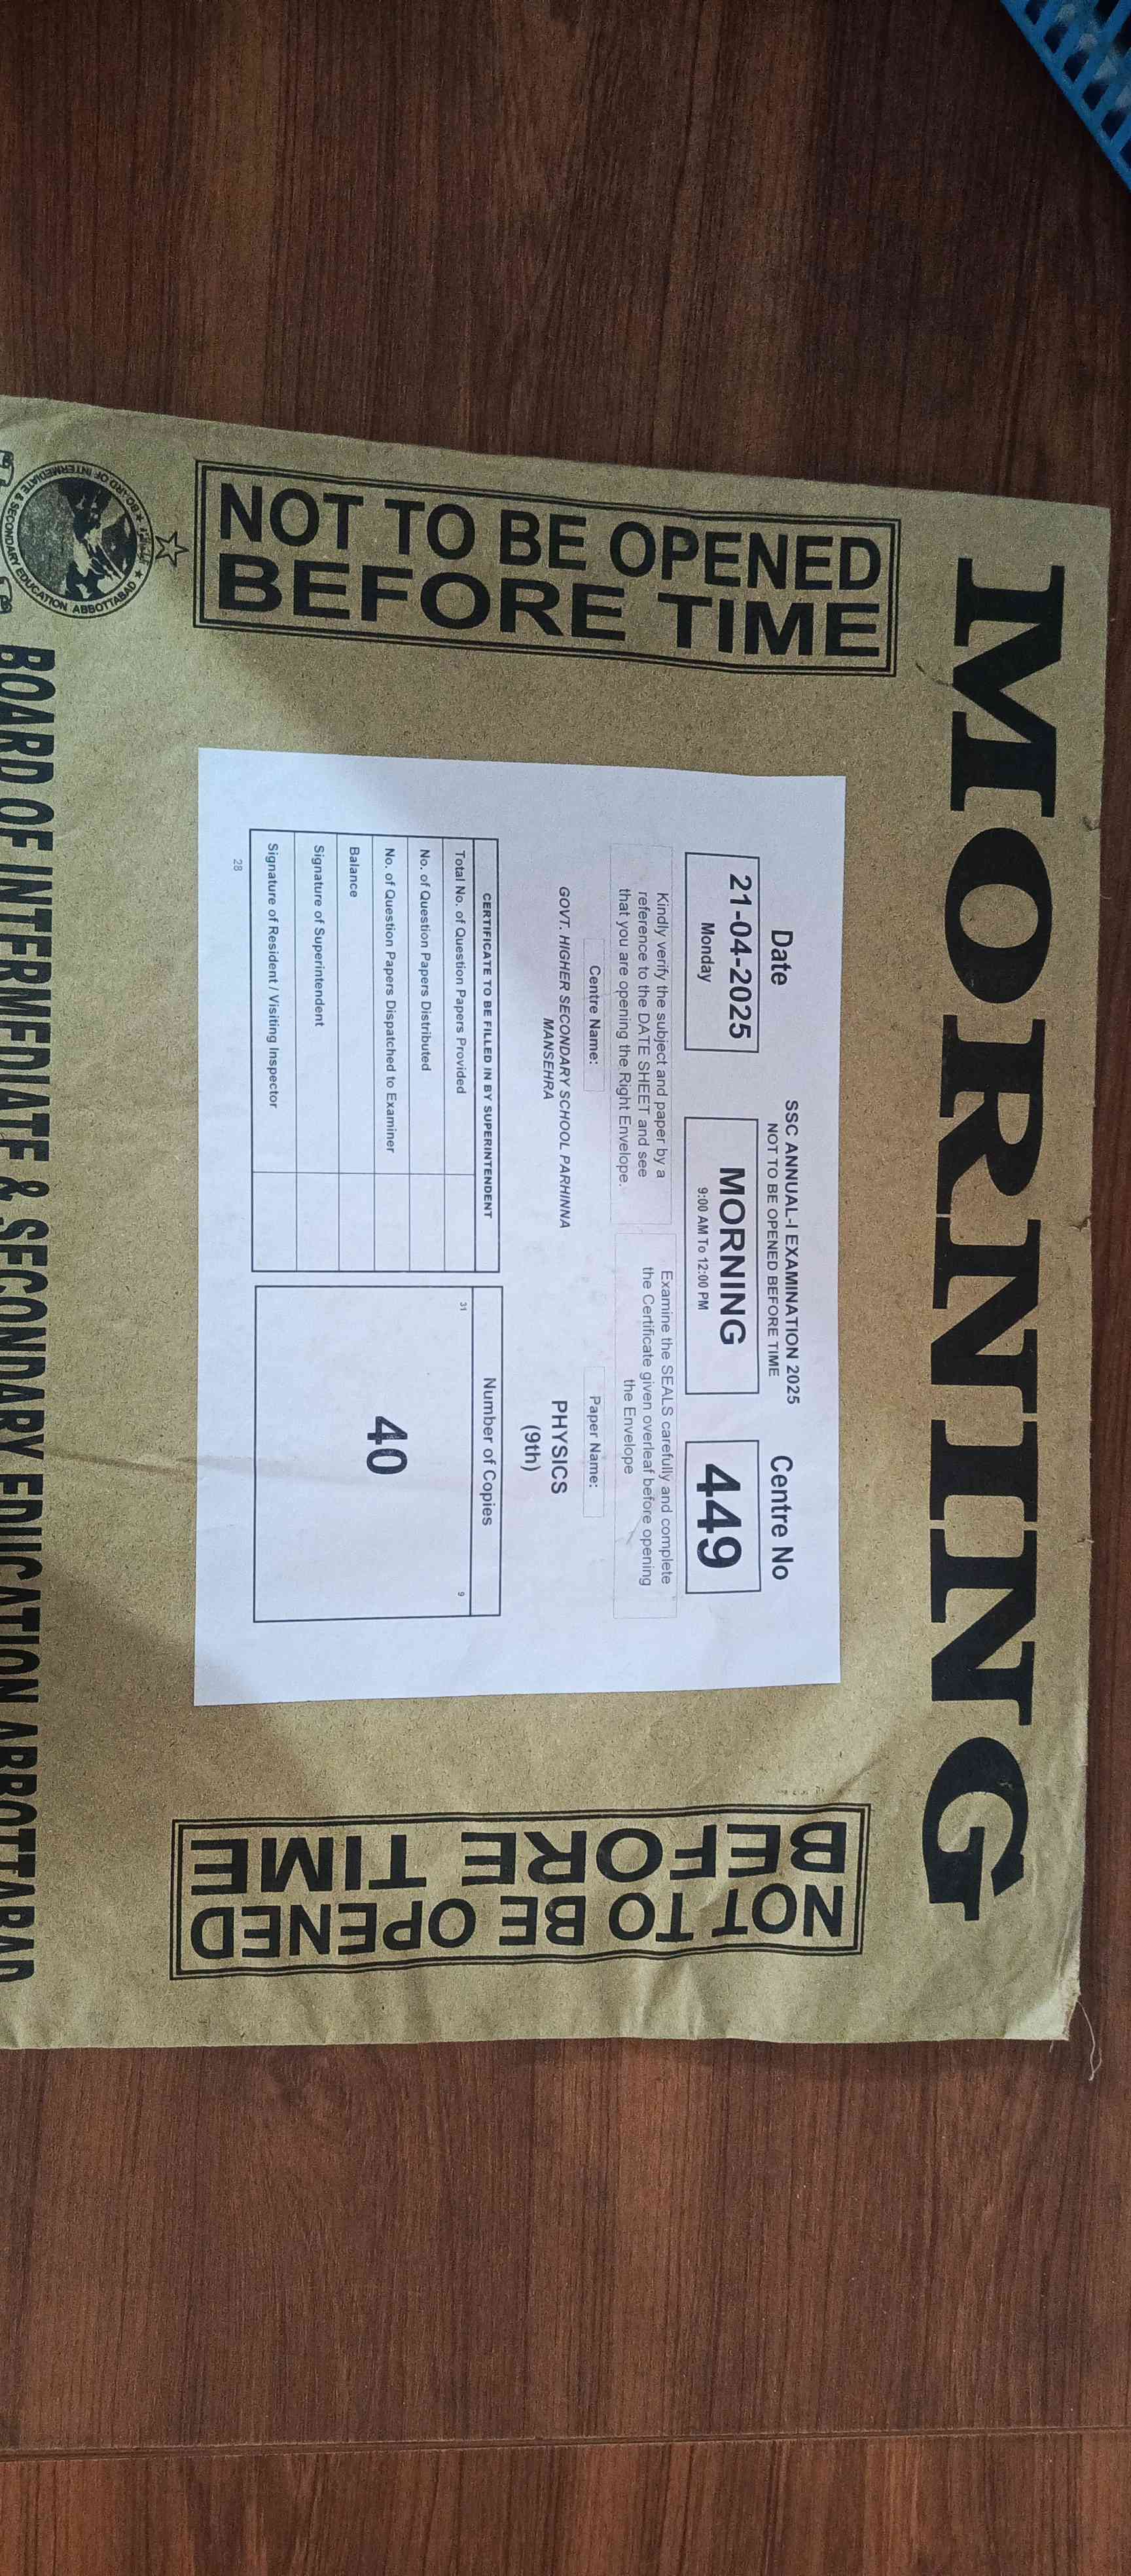 MORNING
NOT TO BE OPENED
BEFORE TIME
SSC ANNUAL-I EXAMINATION 2025
NOT TO BE OPENED BEFORE TIME
Date
21-04-2025
Monday
MORNING
9:00 AM To 12:00 PM
Centre No
449
Kindly verify the subject and paper by a
reference to the DATE SHEET and see
that you are opening the Right Envelope.
Examine the SEALS carefully and complete
the Certificate given overleaf before opening
the Envelope
Centre Name:
GOVT. HIGHER SECONDARY SCHOOL PARHINNA
MANSEHRA
Paper Name:
PHYSICS
(9th)
CERTIFICATE TO BE FILLED IN BY SUPERINTENDENT
Total No. of Question Papers Provided
No. of Question Papers Distributed
No. of Question Papers Dispatched to Examiner
Balance
Signature of Superintendent
Signature of Resident / Visiting Inspector
Number of Copies
31
9
40
28
NOT TO BE OPENED
BEFORE TIME
BOARD OF INTERMEDIATE & SECONDARY EDUCATION ABBOTTABAD
BOARD OF INTERMEDIATE & SECONDARY EDUCATION ABBOTTABAD